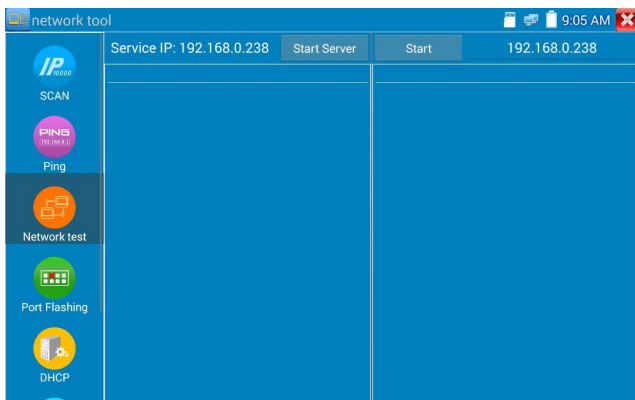 network tool
9:05 AM
Service IP: 192.168.0.238
Start Server
Start
192.168.0.238
IP
10000
SCAN
PING
Ping
Network test
Port Flashing
DHCP